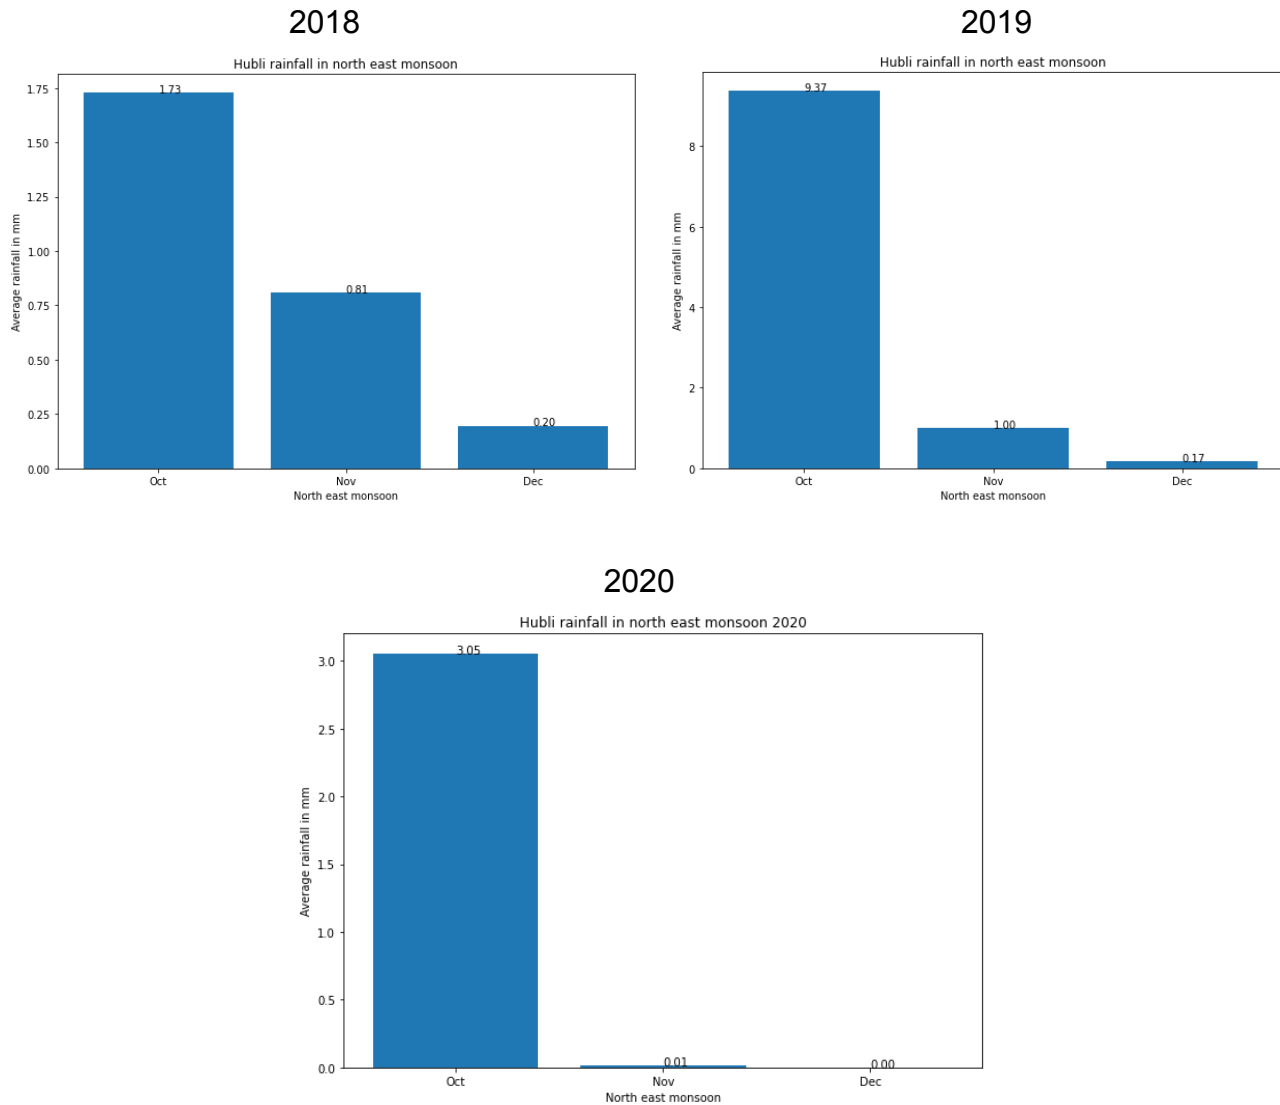 2018
Hubli rainfall in north east monsoon
Average rainfall in mm
1.75
1.50
1.25
1.00
0.75
0.50
0.25
0.00
1.73
0.81
0.20
Oct Nov Dec
North east monsoon
2019
Hubli rainfall in north east monsoon
Average rainfall in mm
8
6
4
2
0
9.37
1.00
0.17
Oct Nov Dec
North east monsoon
2020
Hubli rainfall in north east monsoon 2020
Average rainfall in mm
3.0
2.5
2.0
1.5
1.0
0.5
0.0
3.05
0.01
0.00
Oct Nov Dec
North east monsoon